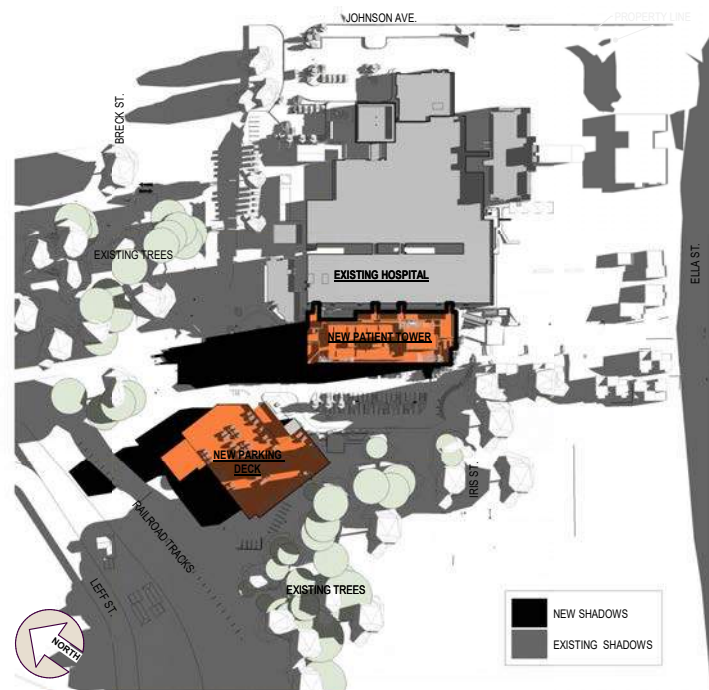 JOHNSON AVE.
PROPERTY LINE
BRECK ST.
EXISTING TREES
ELLA ST.
EXISTING HOSPITAL
NEW PATIENT TOWER
NEW PARKING
DECK
IRIS ST.
RAILROAD TRACKS
LEFF ST.
EXISTING TREES
NORTH
NEW SHADOWS
EXISTING SHADOWS